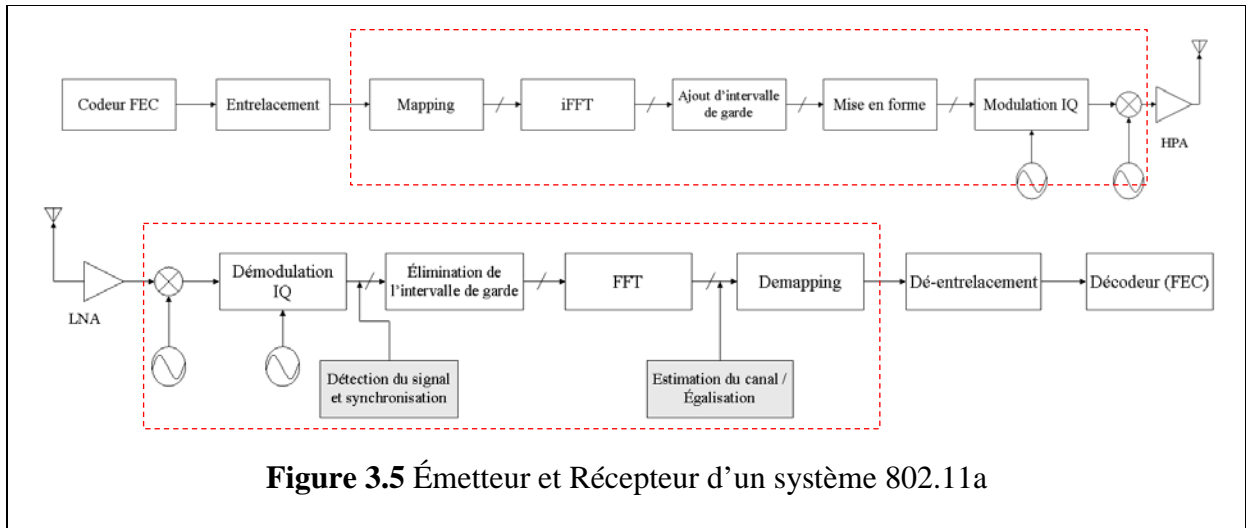 Codeur FEC
Entrelacement
Mapping
iFFT
Ajout d'intervalle
de garde
Mise en forme
Modulation IQ
HPA
LNA
Démodulation
IQ
Élimination de
l'intervalle de garde
FFT
Demapping
Dé-entrelacement
Décodeur (FEC)
Détection du signal
et synchronisation
Estimation du canal /
Égalisation
Figure 3.5 Émetteur et Récepteur d'un système 802.11a